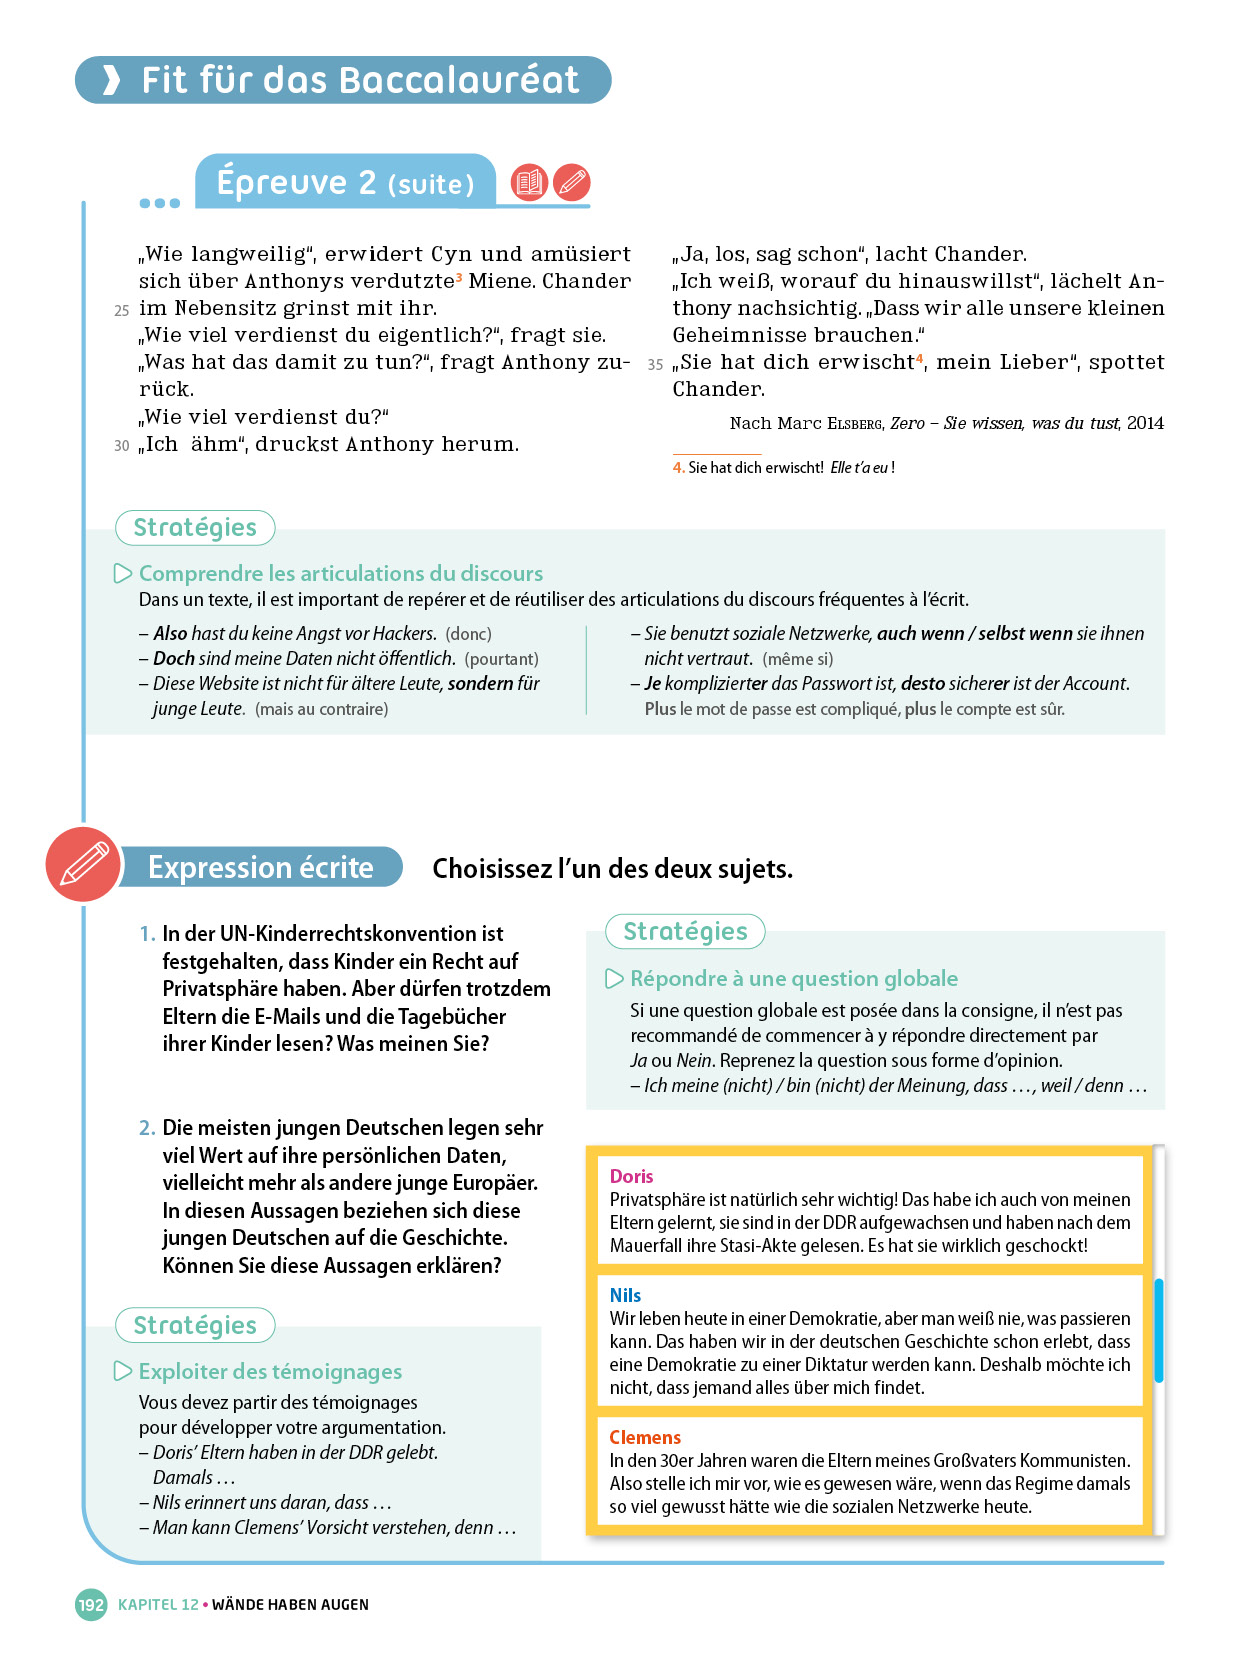 Fit für das Baccalauréat
Épreuve 2 (suite)
„Wie langweilig“, erwidert Cyn und amüsiert
sich über Anthonys verdutzte3 Miene. Chander
25 im Nebensitz grinst mit ihr.
„Wie viel verdienst du eigentlich?“, fragt sie.
„Was hat das damit zu tun?“, fragt Anthony zu-
rück.
„Wie viel verdienst du?“
30 „Ich ähm“, druckst Anthony herum.
„Ja, los, sag schon“, lacht Chander.
„Ich weiß, worauf du hinauswillst“, lächelt An-
thony nachsichtig. „Dass wir alle unsere kleinen
Geheimnisse brauchen.“
35 „Sie hat dich erwischt4, mein Lieber“, spottet
Chander.
Nach Marc Elsberg, Zero – Sie wissen, was du tust, 2014
4. Sie hat dich erwischt! Elle t’a eu !
Stratégies
Comprendre les articulations du discours
Dans un texte, il est important de repérer et de réutiliser des articulations du discours fréquentes à l’écrit.
– Also hast du keine Angst vor Hackers. (donc)
– Doch sind meine Daten nicht öffentlich. (pourtant)
– Diese Website ist nicht für ältere Leute, sondern für
junge Leute. (mais au contraire)
– Sie benutzt soziale Netzwerke, auch wenn / selbst wenn sie ihnen
nicht vertraut. (même si)
– Je komplizierter das Passwort ist, desto sicherer ist der Account.
Plus le mot de passe est compliqué, plus le compte est sûr.
Expression écrite
Choisissez l’un des deux sujets.
1. In der UN-Kinderrechtskonvention ist
festgehalten, dass Kinder ein Recht auf
Privatsphäre haben. Aber dürfen trotzdem
Eltern die E-Mails und die Tagebücher
ihrer Kinder lesen? Was meinen Sie?
Stratégies
Répondre à une question globale
Si une question globale est posée dans la consigne, il n’est pas
recommandé de commencer à y répondre directement par
Ja ou Nein. Reprenez la question sous forme d’opinion.
– Ich meine (nicht) / bin (nicht) der Meinung, dass …, weil / denn …
2. Die meisten jungen Deutschen legen sehr
viel Wert auf ihre persönlichen Daten,
vielleicht mehr als andere junge Europäer.
In diesen Aussagen beziehen sich diese
jungen Deutschen auf die Geschichte.
Können Sie diese Aussagen erklären?
Stratégies
Exploiter des témoignages
Vous devez partir des témoignages
pour développer votre argumentation.
– Doris’ Eltern haben in der DDR gelebt.
Damals …
– Nils erinnert uns daran, dass …
– Man kann Clemens’ Vorsicht verstehen, denn …
Doris
Privatsphäre ist natürlich sehr wichtig! Das habe ich auch von meinen
Eltern gelernt, sie sind in der DDR aufgewachsen und haben nach dem
Mauerfall ihre Stasi-Akte gelesen. Es hat sie wirklich geschockt!
Nils
Wir leben heute in einer Demokratie, aber man weiß nie, was passieren
kann. Das haben wir in der deutschen Geschichte schon erlebt, dass
eine Demokratie zu einer Diktatur werden kann. Deshalb möchte ich
nicht, dass jemand alles über mich findet.
Clemens
In den 30er Jahren waren die Eltern meines Großvaters Kommunisten.
Also stelle ich mir vor, wie es gewesen wäre, wenn das Regime damals
so viel gewusst hätte wie die sozialen Netzwerke heute.
192 KAPITEL 12 • WÄNDE HABEN AUGEN